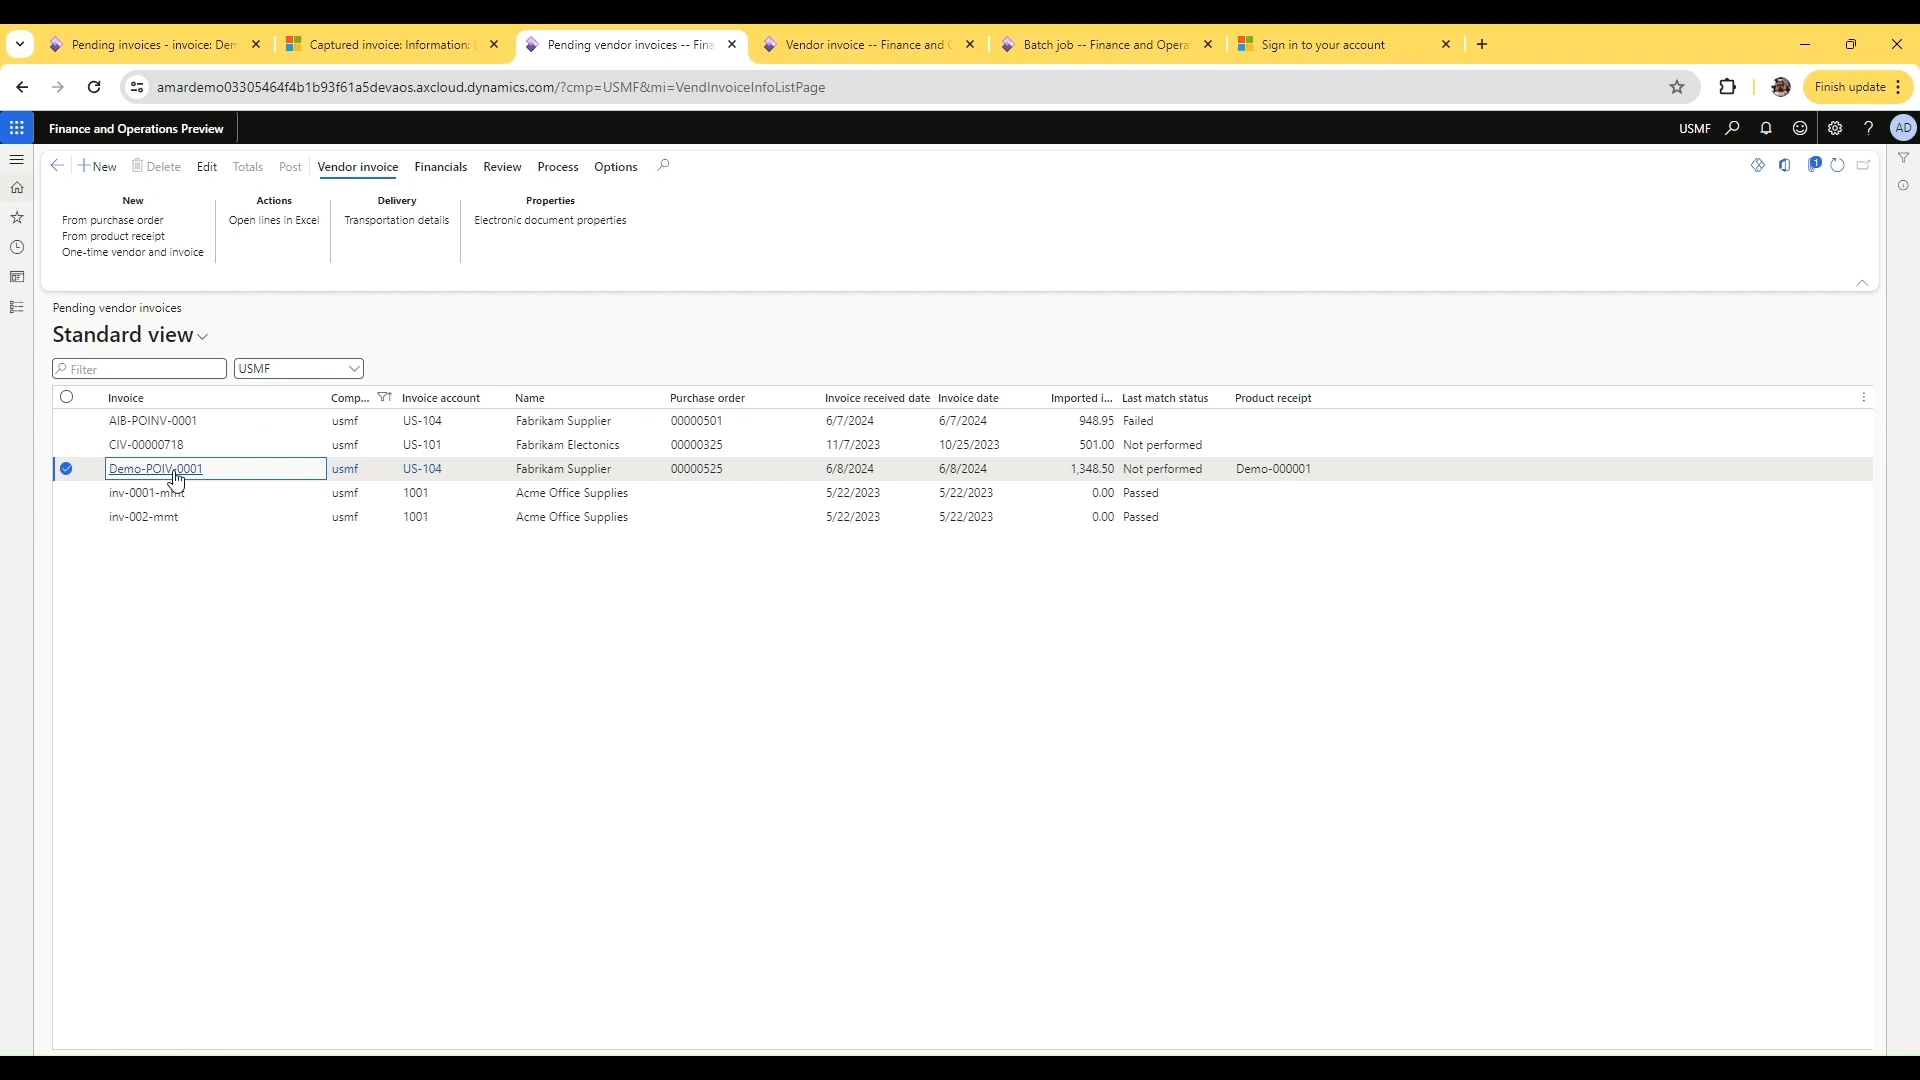 Pending invoices - invoice: Dem
Captured invoice: Information:
Pending vendor invoices -- Fina
Vendor invoice -- Finance and
Batch job -- Finance and Opera
Sign in to your account
amardemo03305464f4b1b93f61a5devaos.axcloud.dynamics.com/?cmp=USMF&mi=VendInvoiceInfoListPage
Finish update
Finance and Operations Preview
USMF
?
AD
New Delete Edit Totals Post Vendor invoice Financials Review Process Options
1
New Actions Delivery Properties
From purchase order Open lines in Excel Transportation details Electronic document properties
From product receipt
One-time vendor and invoice
Pending vendor invoices
Standard view
Filter USMF
Invoice Comp... Invoice account Name Purchase order Invoice received date Invoice date Imported i... Last match status Product receipt
AIB-POINV-0001 usmf US-104 Fabrikam Supplier 00000501 6/7/2024 6/7/2024 948.95 Failed
CIV-00000718 usmf US-101 Fabrikam Electonics 00000325 11/7/2023 10/25/2023 501.00 Not performed
Demo-POIV-0001 usmf US-104 Fabrikam Supplier 00000525 6/8/2024 6/8/2024 1,348.50 Not performed Demo-000001
inv-0001-mmt usmf 1001 Acme Office Supplies 5/22/2023 5/22/2023 0.00 Passed
inv-002-mmt usmf 1001 Acme Office Supplies 5/22/2023 5/22/2023 0.00 Passed